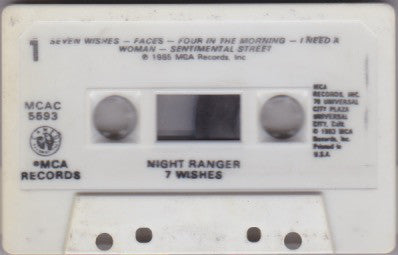 1
SEVEN WISHES – FACES – FOUR IN THE MORNING – I NEED A
WOMAN – SENTIMENTAL STREET
℗ 1985 MCA Records, Inc
MCAC
5593
MCA
RECORDS, INC.
70 UNIVERSAL
CITY PLAZA
UNIVERSAL
CITY, Calif.
© 1983 MCA
Records, Inc.
Printed in
U.S.A.
MCA
RECORDS
NIGHT RANGER
7 WISHES